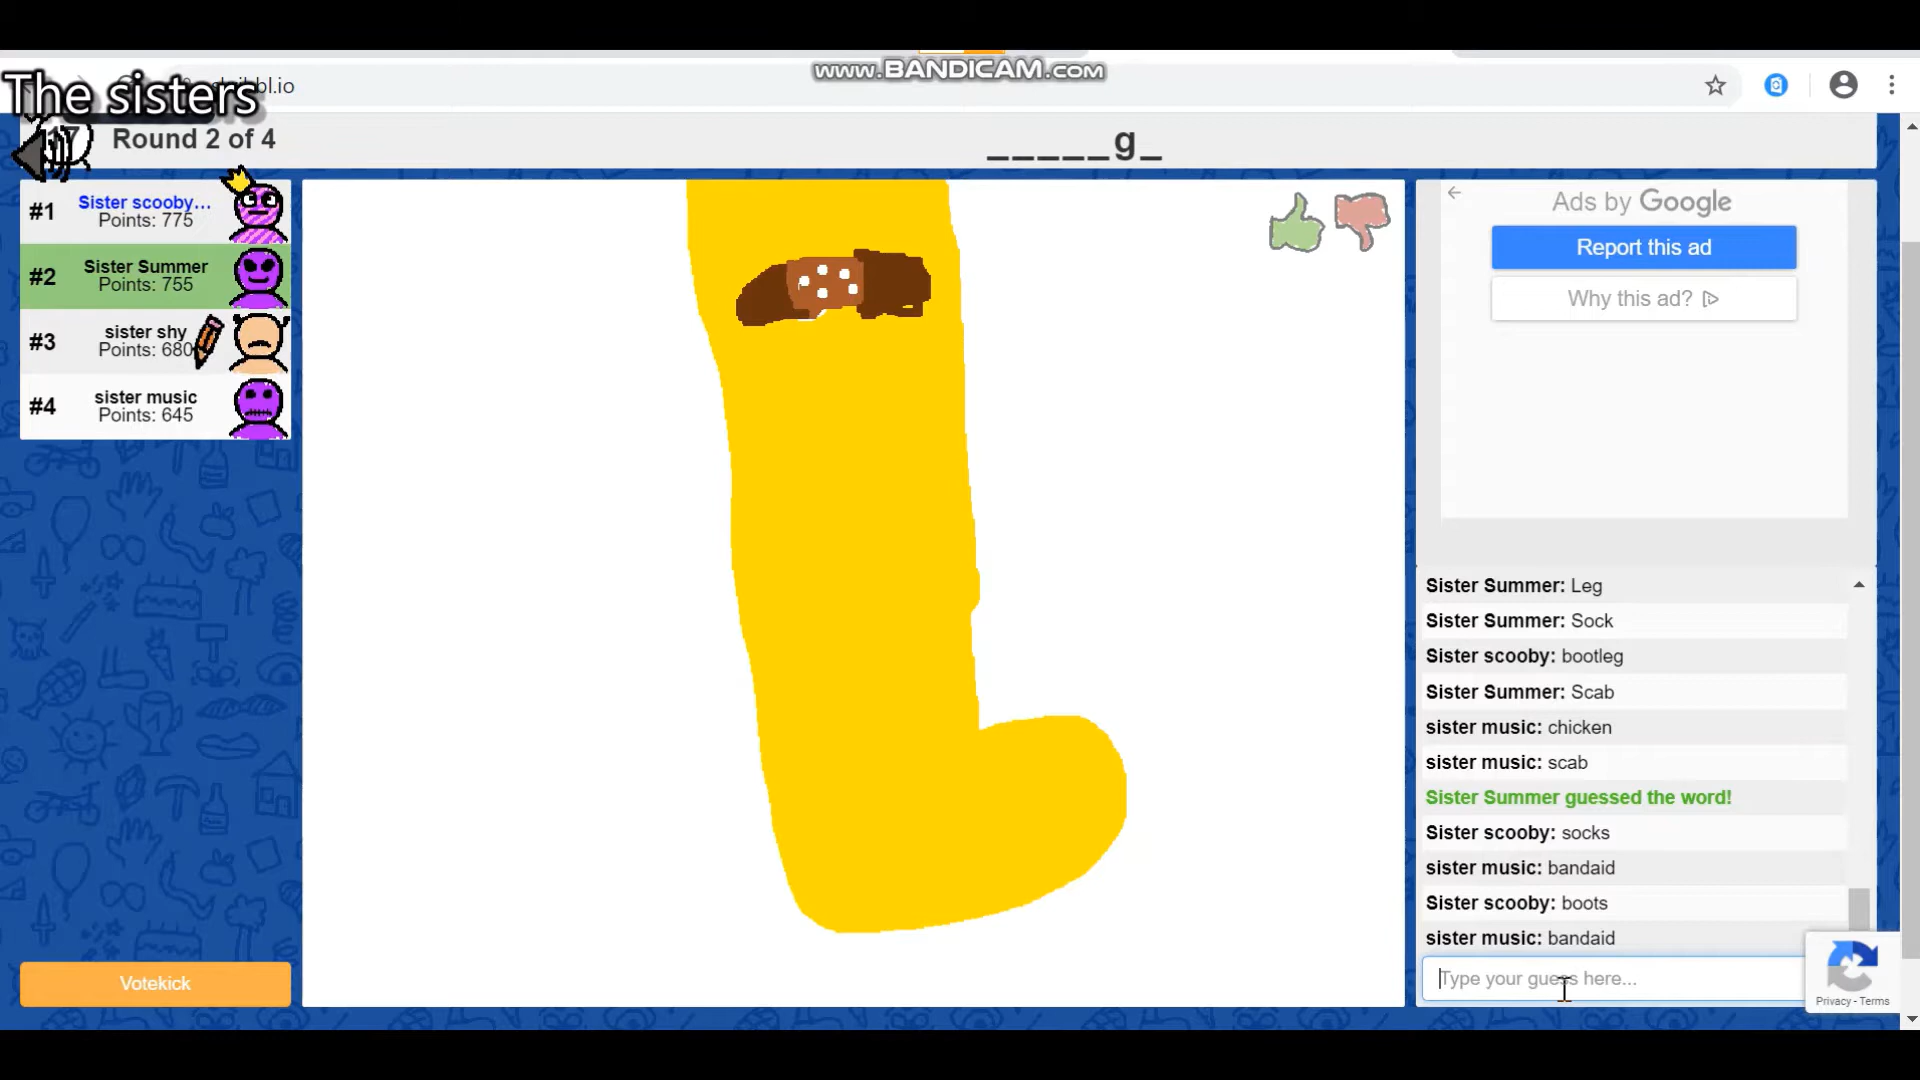 www.BANDICAM.com
The sisters
bl.io
17
Round 2 of 4
_____g_
#1 Sister scooby...
Points: 775
#2 Sister Summer
Points: 755
#3 sister shy
Points: 680
#4 sister music
Points: 645
Votekick
Ads by Google
Report this ad
Why this ad?
Sister Summer: Leg
Sister Summer: Sock
Sister scooby: bootleg
Sister Summer: Scab
sister music: chicken
sister music: scab
Sister Summer guessed the word!
Sister scooby: socks
sister music: bandaid
Sister scooby: boots
sister music: bandaid
Type your guess here...
Privacy - Terms